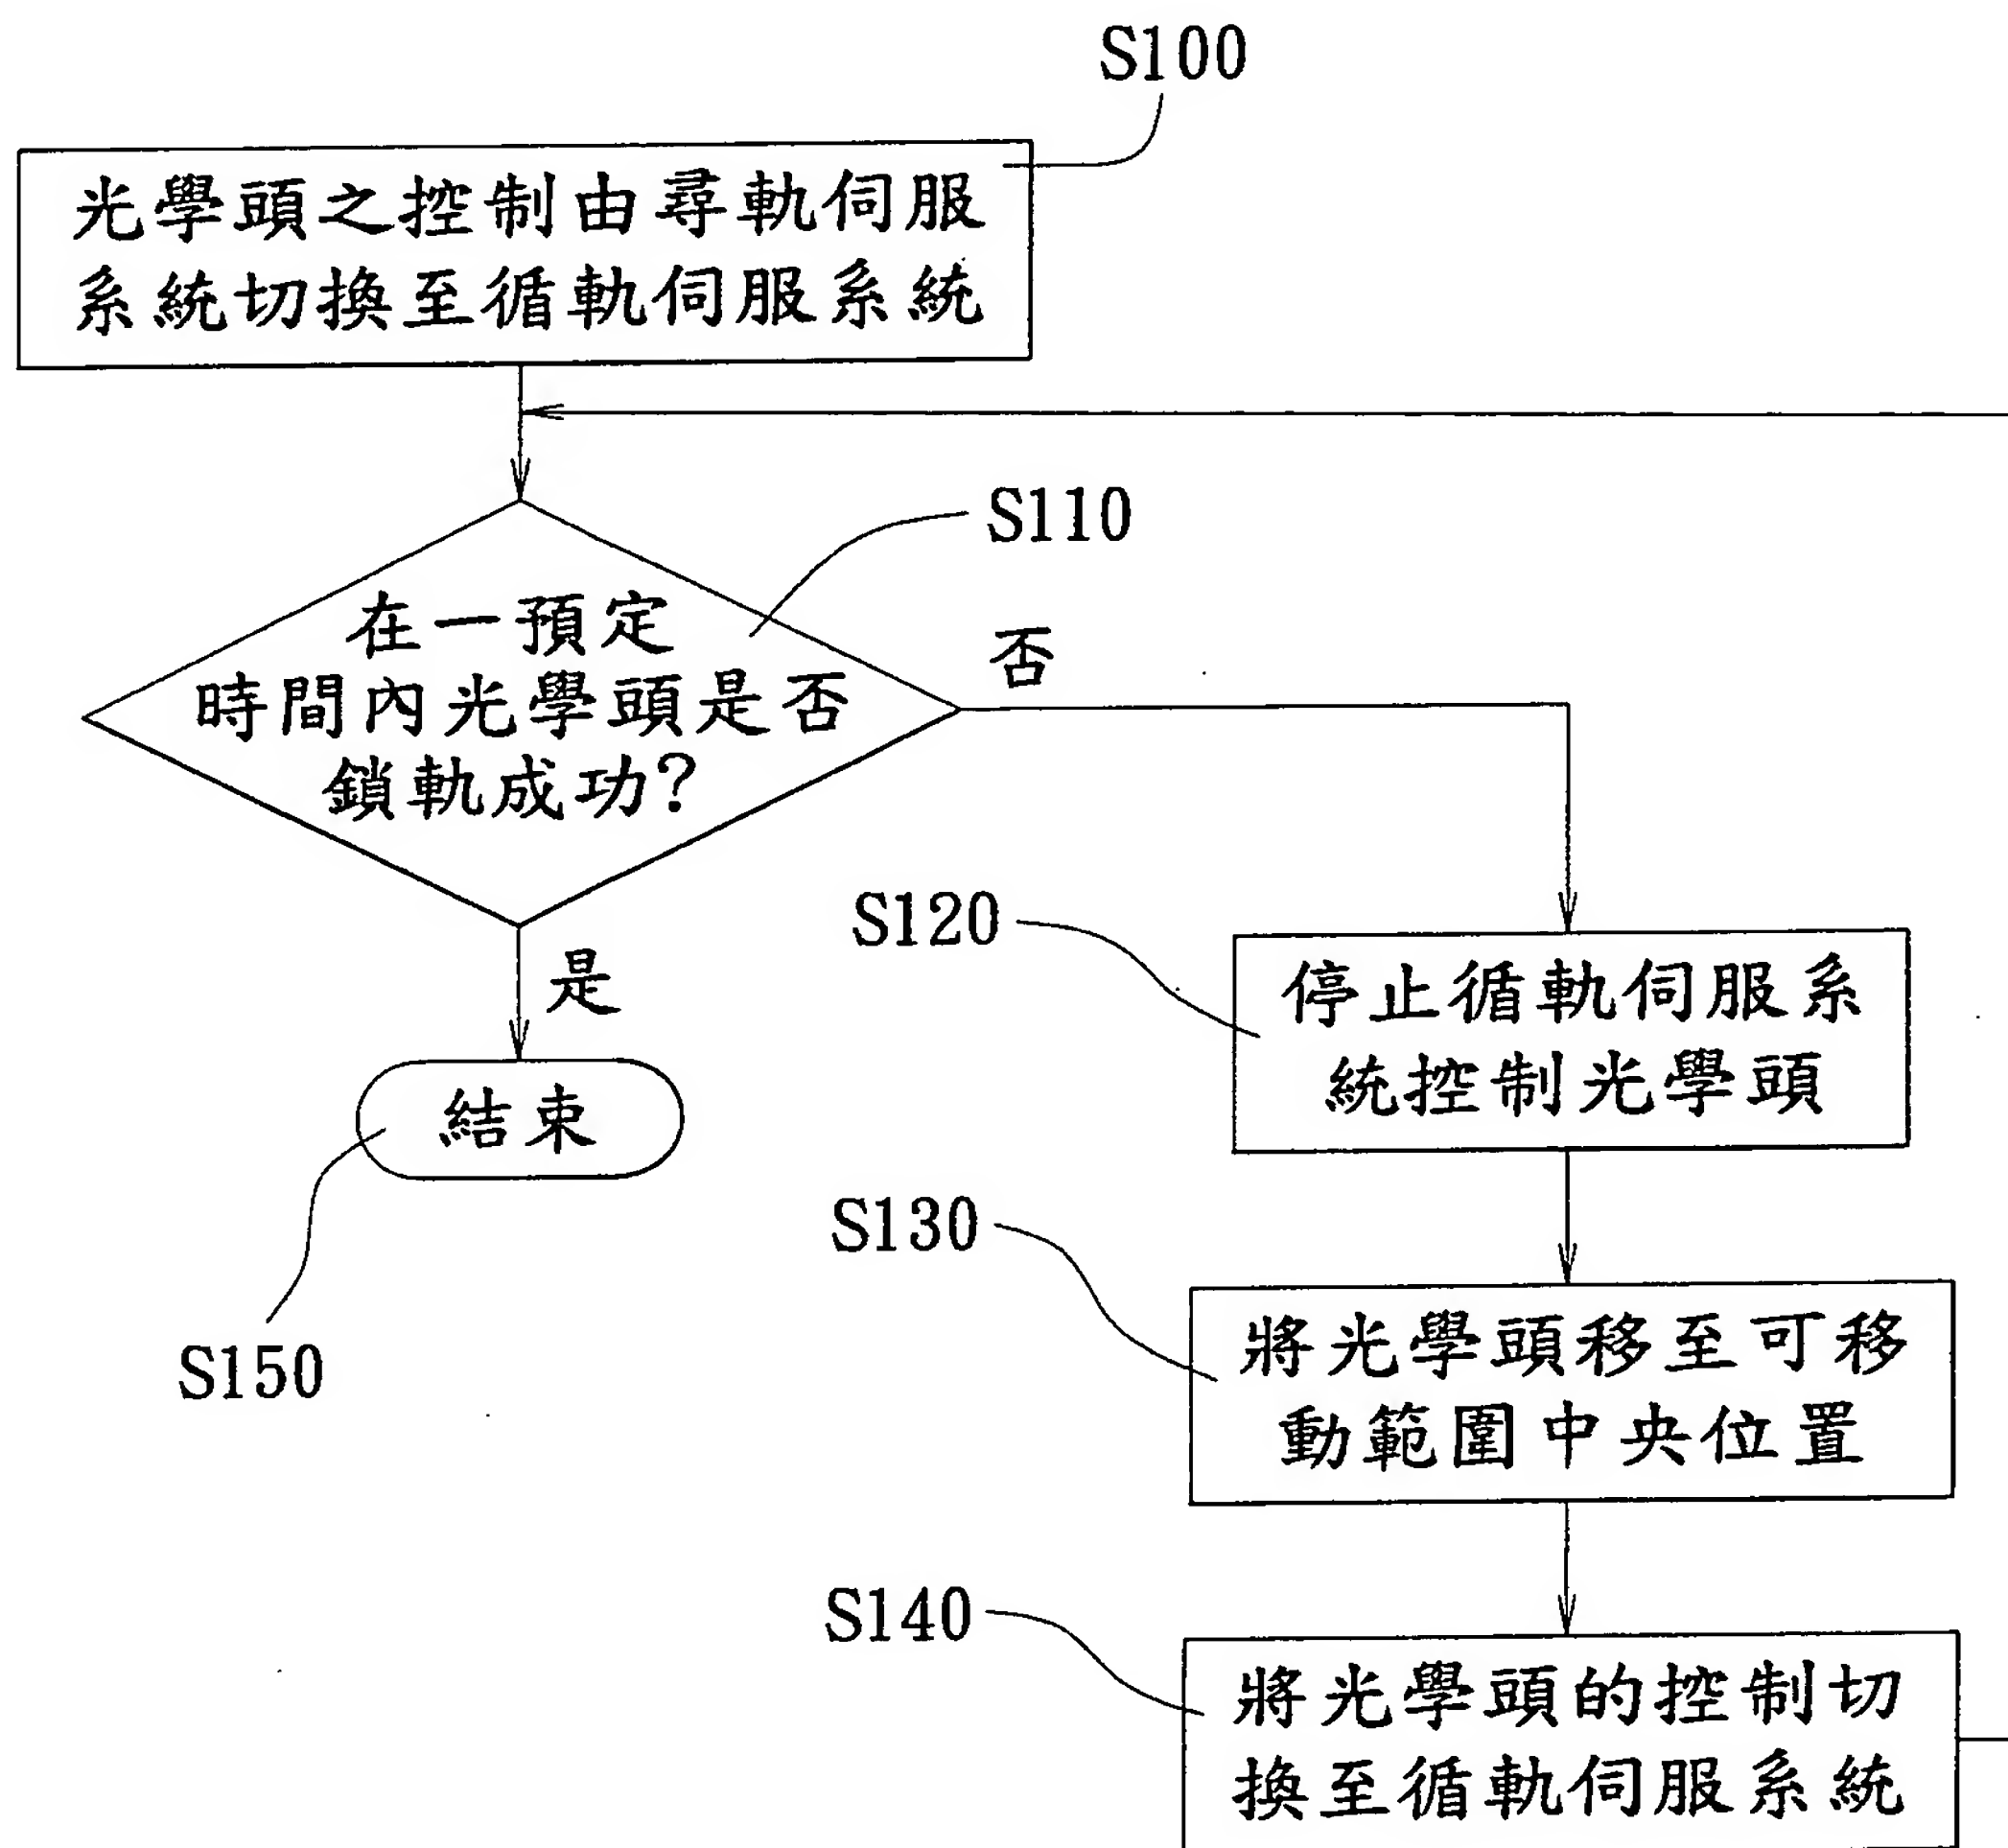 S100
光學頭之控制由尋軌伺服
系統切換至循軌伺服系統
S110
在一預定
時間內光學頭是否
鎖軌成功?
否
是
S120
停止循軌伺服系
統控制光學頭
結束
S130
S150
將光學頭移至可移
動範圍中央位置
S140
將光學頭的控制切
換至循軌伺服系統